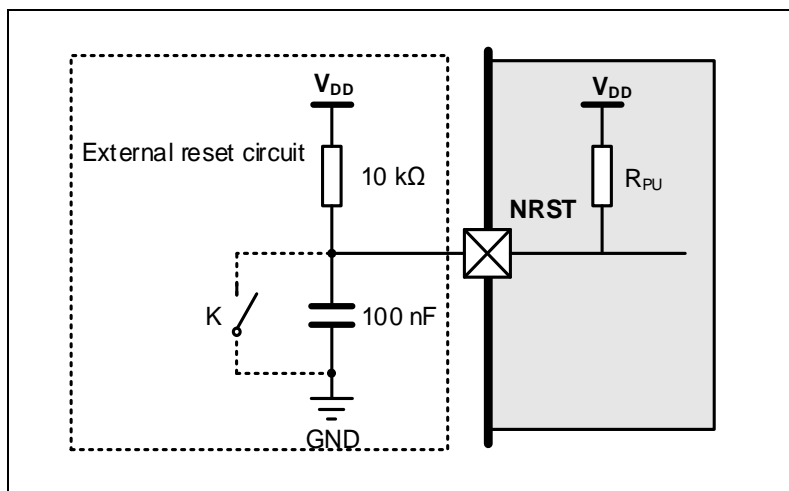 VDD
VDD
External reset circuit
10 kΩ
RPU
NRST
K
100 nF
GND